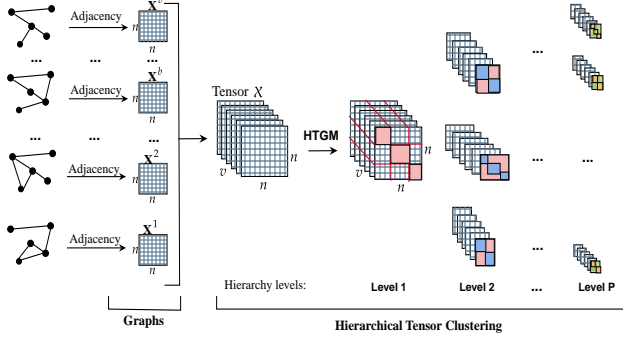 X^v
Adjacency
n
n
...
...
...
X^b
Adjacency
n
n
...
...
...
X^2
Adjacency
n
n
X^1
Adjacency
n
n
Tensor 𝒳
v
n
n
HTGM
v
n
n
...
...
...
...
...
Hierarchy levels:
Level 1
Level 2
...
Level P
Graphs
Hierarchical Tensor Clustering